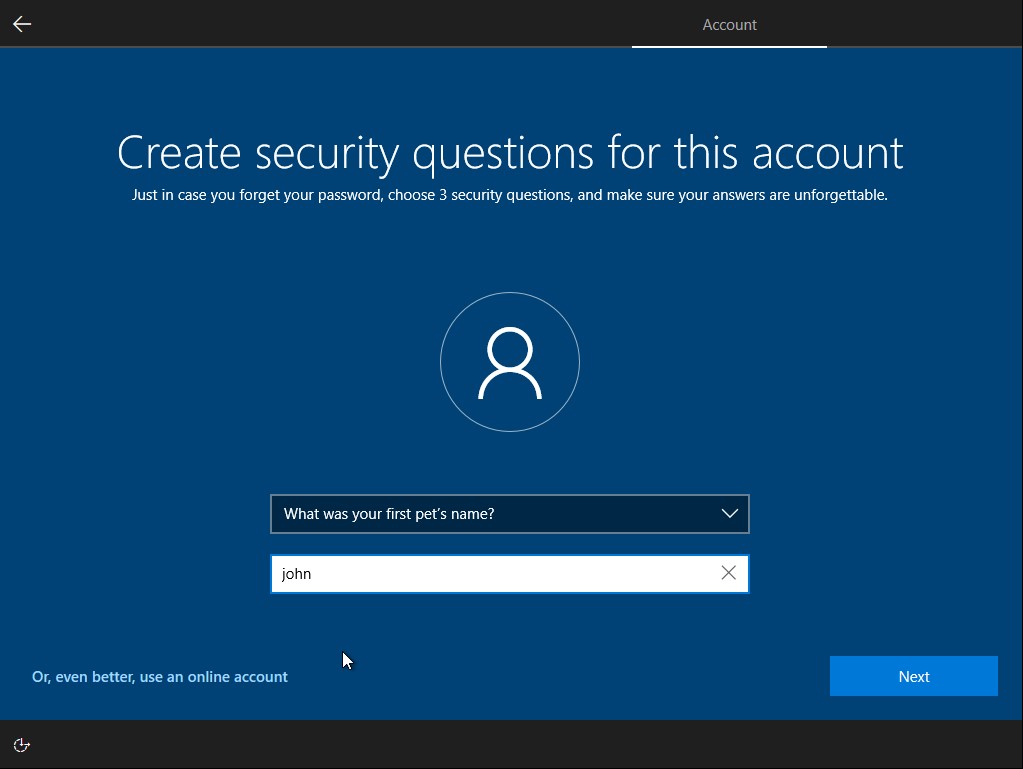 Account
Create security questions for this account
Just in case you forget your password, choose 3 security questions, and make sure your answers are unforgettable.
What was your first pet’s name?
john
Or, even better, use an online account
Next